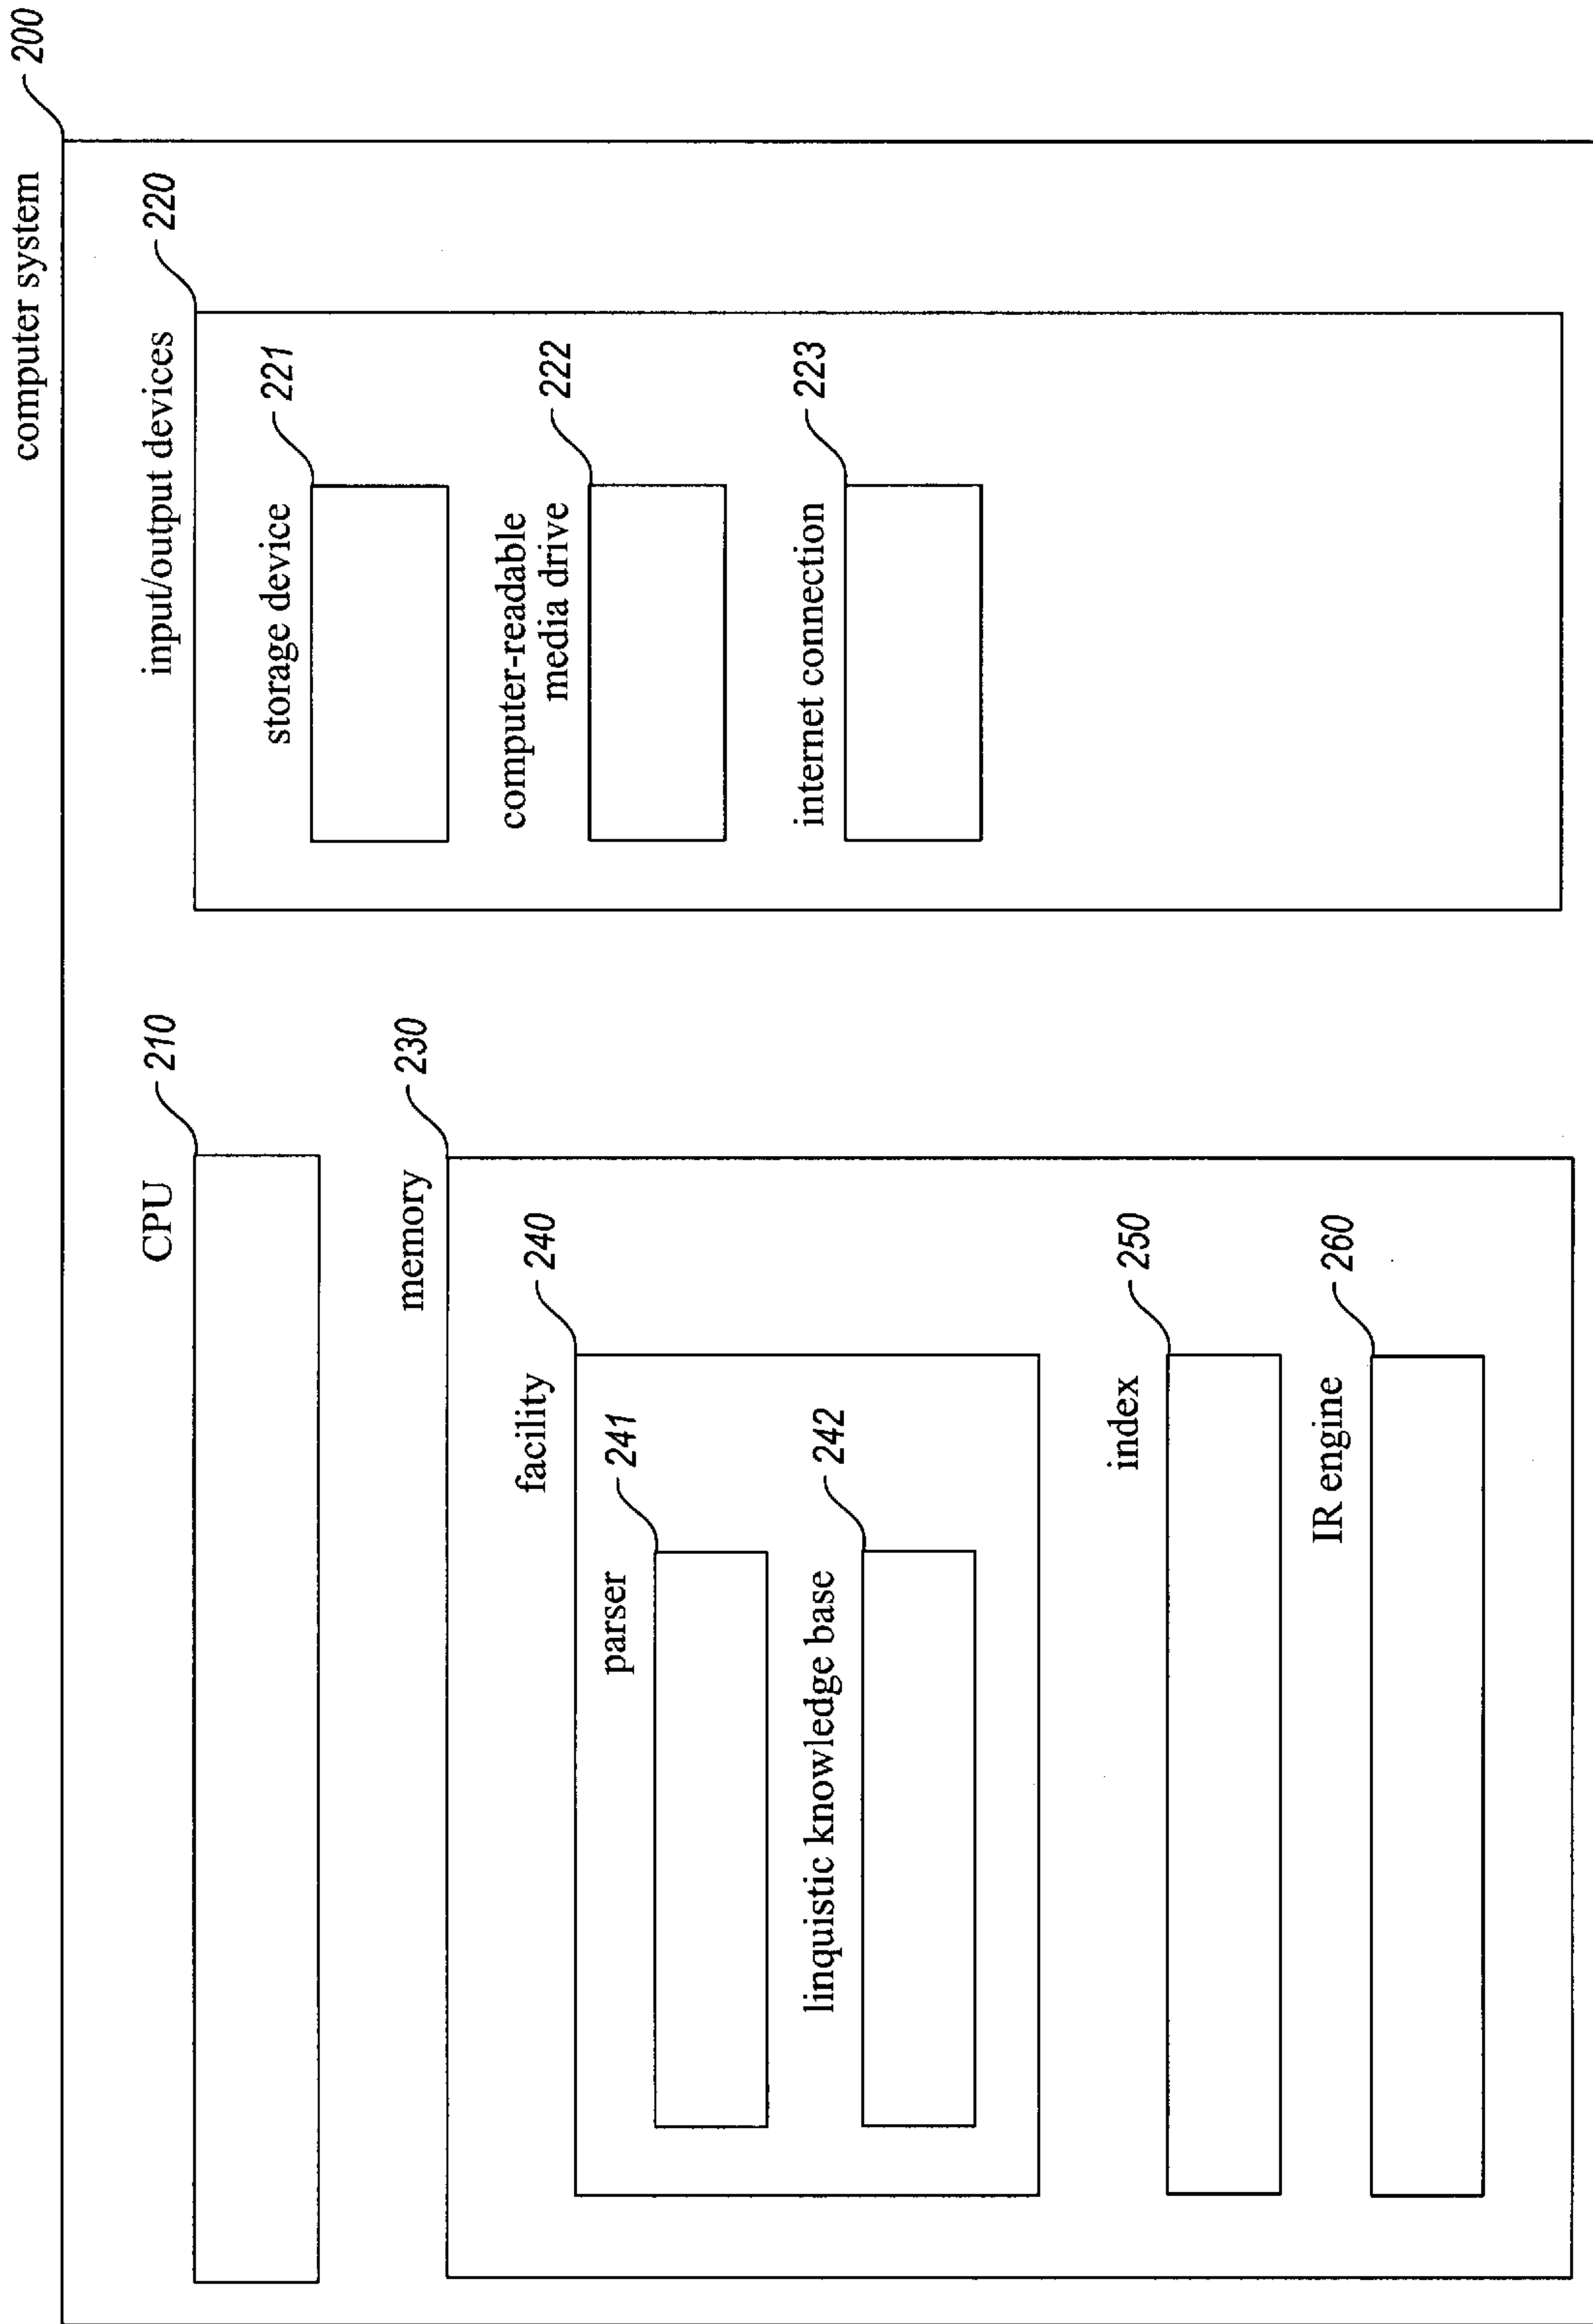 computer system
200
CPU
210
memory
230
facility
240
parser
241
linquistic knowledge base
242
index
250
IR engine
260
input/output devices
220
storage device
221
computer-readable
media drive
222
internet connection
223